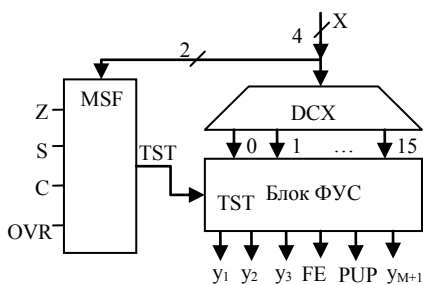 4 X
2
MSF
DCX
Z
S
C
OVR
TST
0 1 … 15
Блок ФУС
TST
y1 y2 y3 FE PUP yM+1